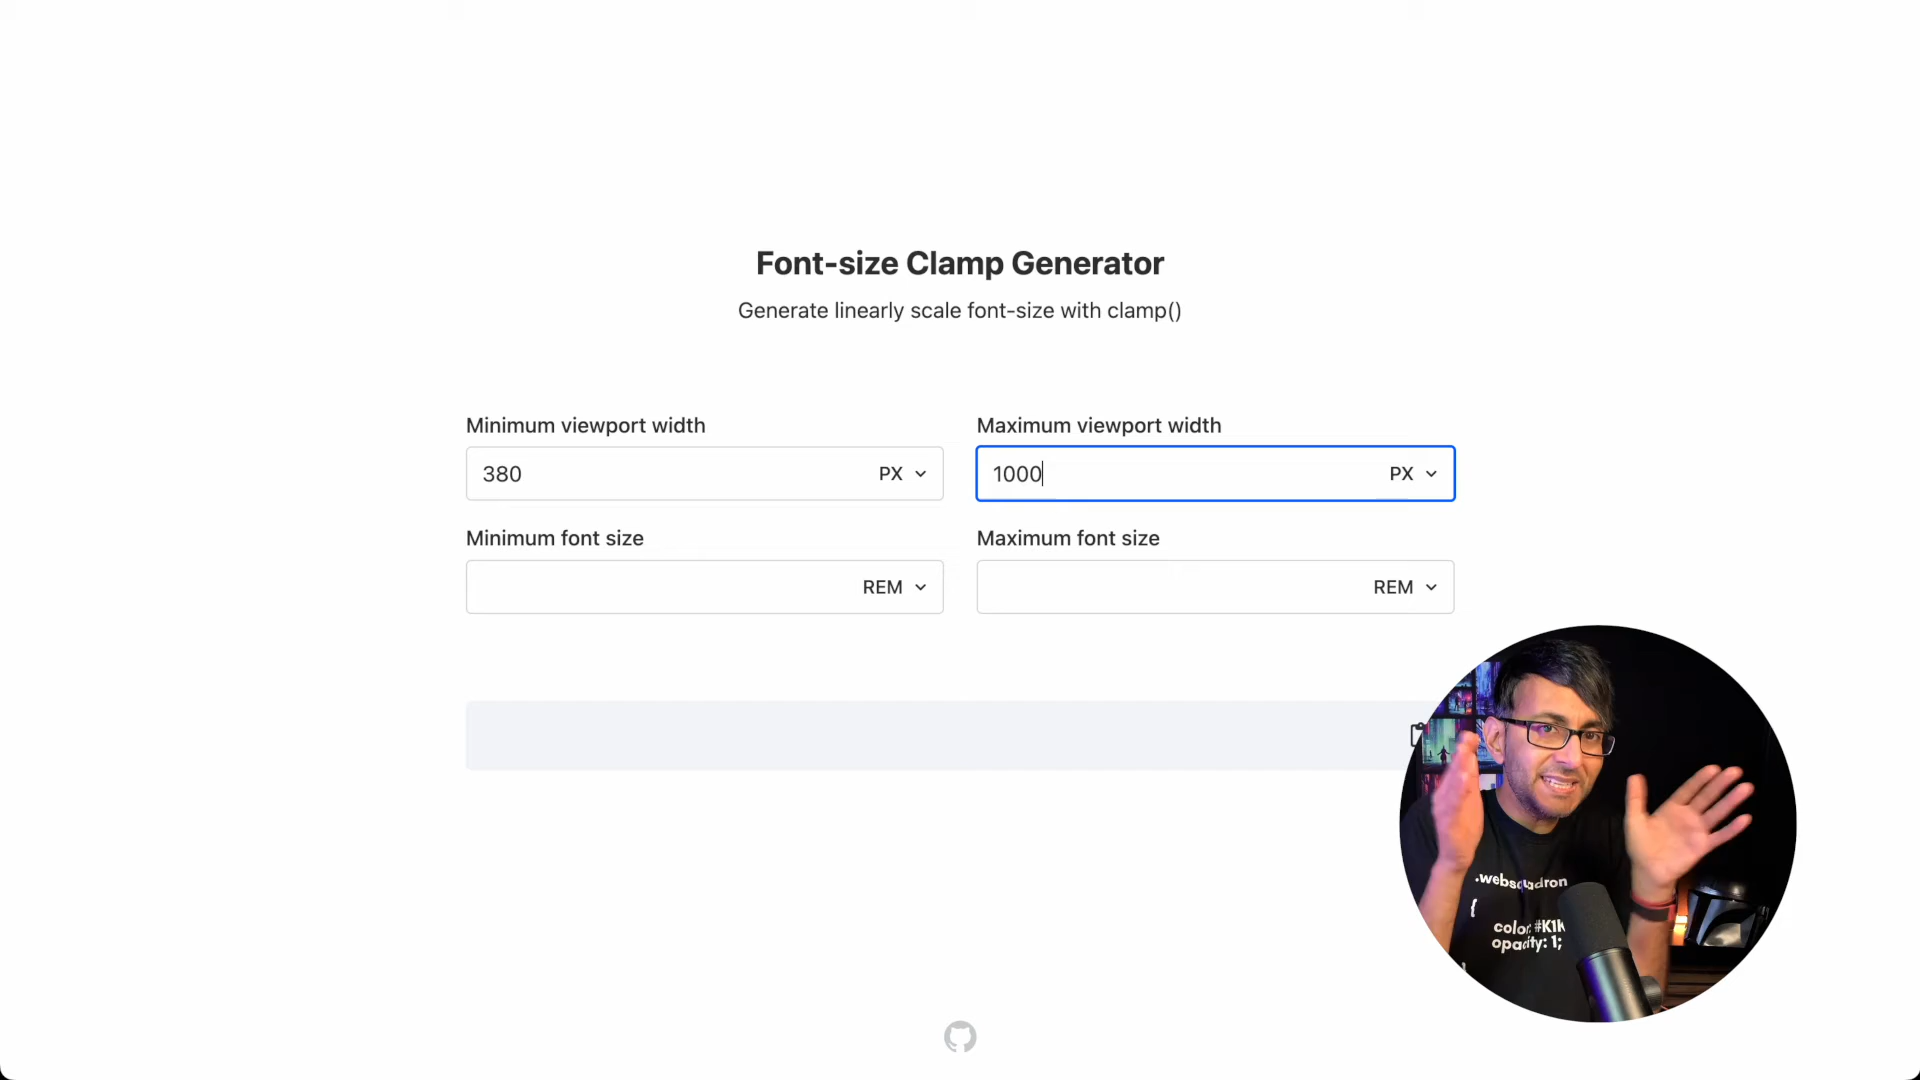 Font-size Clamp Generator
Generate linearly scale font-size with clamp()
Minimum viewport width
Maximum viewport width
380 PX
1000 PX
Minimum font size
Maximum font size
REM
REM
.websquadron
{
color: #K1K
opacity: 1;